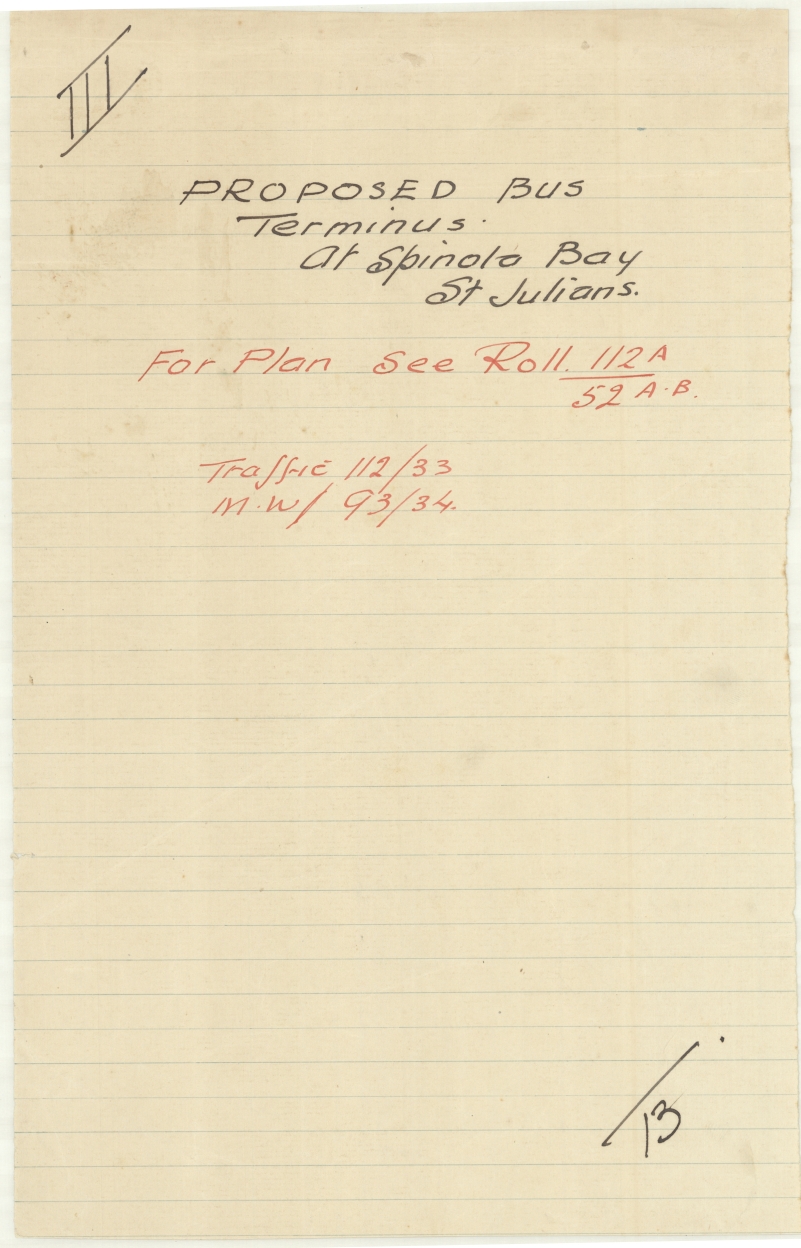 III
PROPOSED Bus
Terminus.
At Spinola Bay
St Julians.
For Plan See Roll. 112A
52 A.B.
Traffic 112/33
M.W/ 93/34.
/13